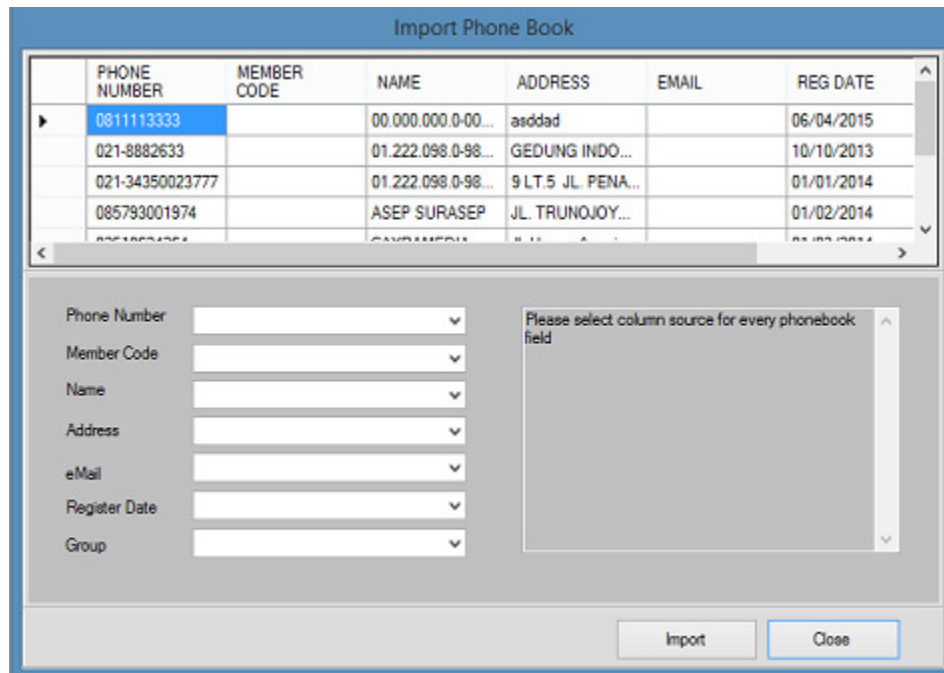 Import Phone Book
PHONE NUMBER MEMBER CODE NAME ADDRESS EMAIL REG DATE
0811113333 00.000.000.0-00... asddad 06/04/2015
021-8882633 01.222.098.0-98... GEDUNG INDO... 10/10/2013
021-34350023777 01.222.098.0-98... 9 LT.5 JL. PENA... 01/01/2014
085793001974 ASEP SURASEP JL. TRUNOJOY... 01/02/2014
Phone Number
Member Code
Name
Address
eMail
Register Date
Group
Please select column source for every phonebook
field
Import Close